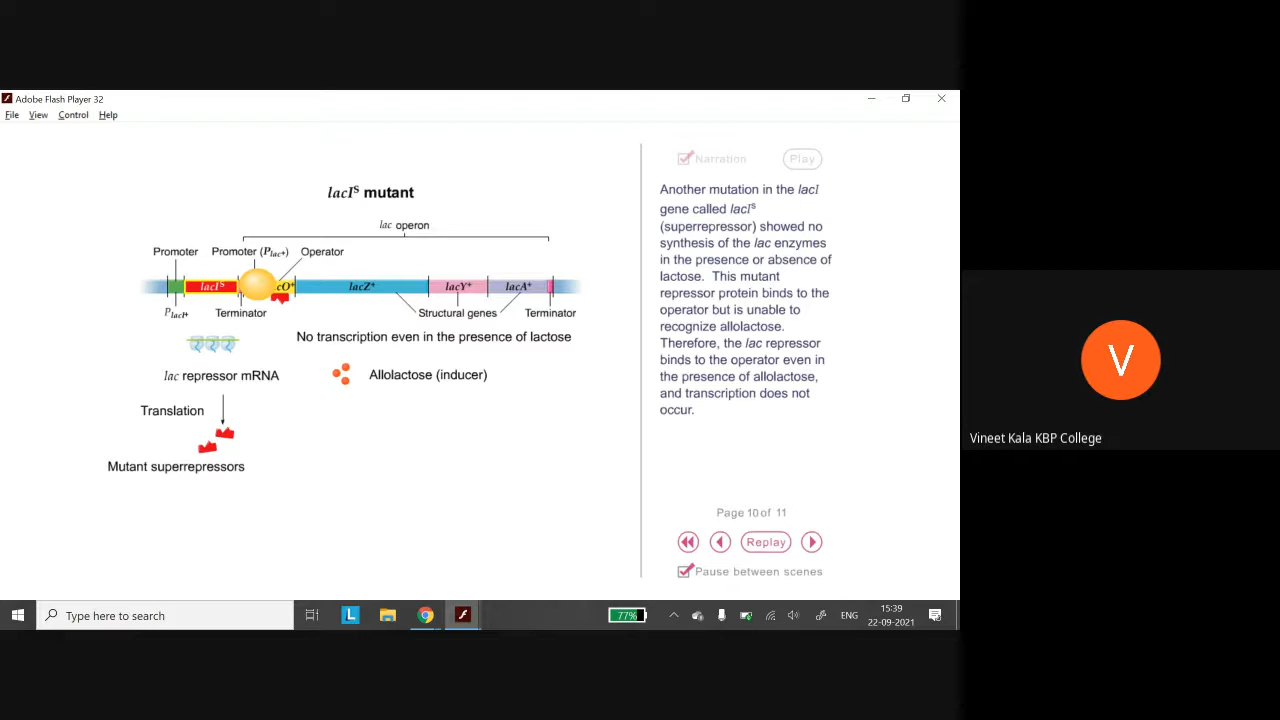 Adobe Flash Player 32
File View Control Help
lacIS mutant
lac operon
Promoter Promoter (Plac+) Operator
lacIS cO+ lacZ+ lacY+ lacA+
PlacI+ Terminator Structural genes Terminator
No transcription even in the presence of lactose
lac repressor mRNA
Allolactose (inducer)
Translation
Mutant superrepressors
Narration Play
Another mutation in the lacI
gene called lacIs
(superrepressor) showed no
synthesis of the lac enzymes
in the presence or absence of
lactose. This mutant
repressor protein binds to the
operator but is unable to
recognize allolactose.
Therefore, the lac repressor
binds to the operator even in
the presence of allolactose,
and transcription does not
occur.
Page 10 of 11
Replay
Pause between scenes
V
Vineet Kala KBP College
Type here to search
L
77%
ENG
15:39
22-09-2021